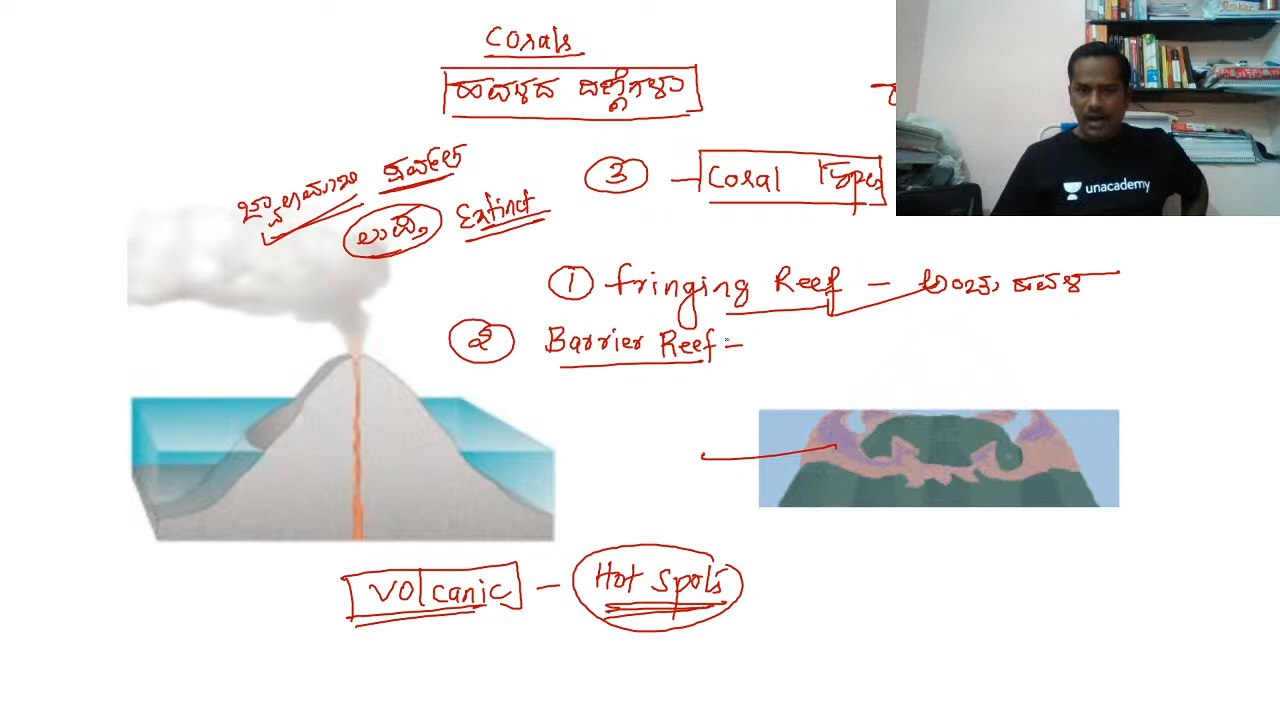 Corals
ಹವಳದ ದಿಣ್ಣೆಗಳು
③ - Coral Types
ಜ್ವಾಲಾಮುಖಿ ಪರ್ವತ
ಲುಪ್ತ Extinct
① fringing Reef - ಅಂಚು ಹವಳ
② Barrier Reef -
Volcanic - Hot Spots
unacademy